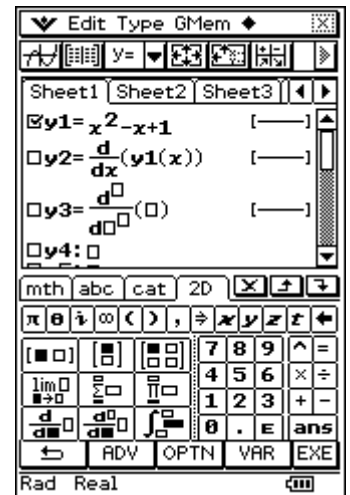 Edit Type GMem ◆
y=
Sheet1 Sheet2 Sheet3
☑y1=x²-x+1 [—]
□y2=d/dx(y1(x)) [—]
□y3=d□/d□□(□) [—]
□y4:□
mth abc cat 2D
π θ i ∞ ( ) , ⇒ x y z t ←
[■□] 7 8 9 ^ =
lim■→□□ Σ□ Π□ 4 5 6 × ÷
1 2 3 + -
d/d■□ d□/d■□□ ∫□ 0 . E ans
ADV OPTN VAR EXE
Rad Real